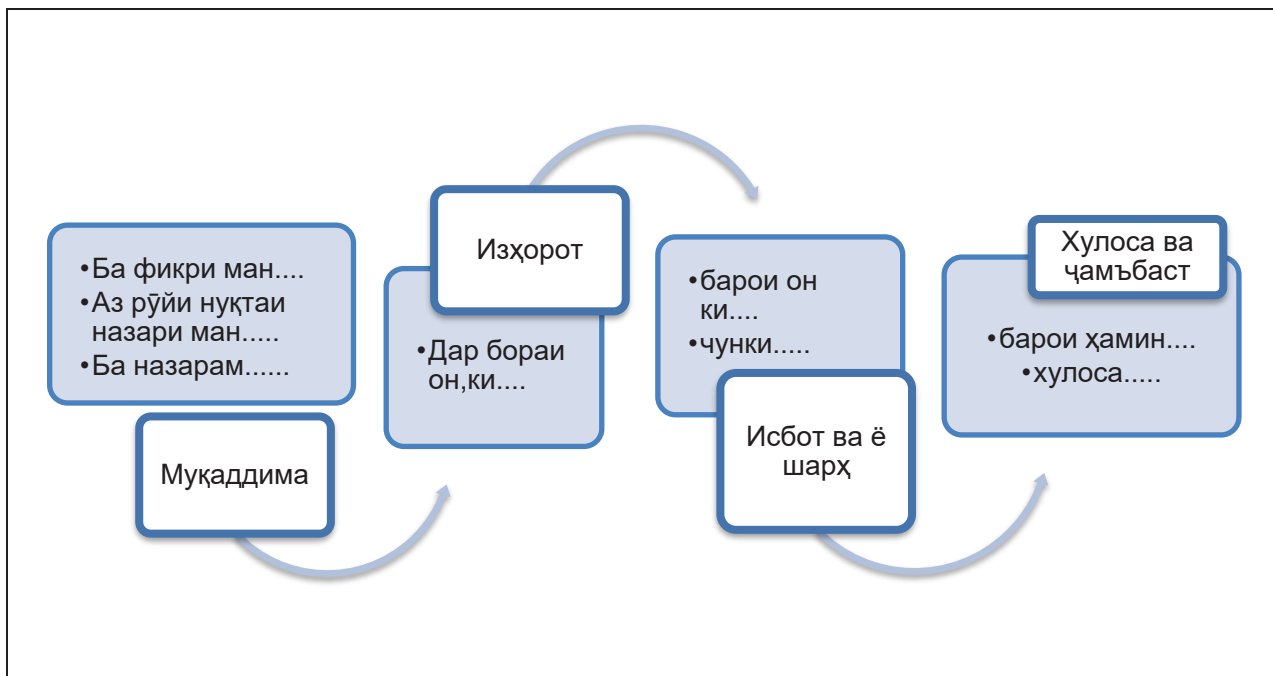 •Ба фикри ман....
•Аз рӯйи нуқтаи
назари ман.....
•Ба назарам......
Муқаддима
Изҳорот
•Дар бораи
он,ки....
•барои он
ки....
•чунки.....
Исбот ва ё
шарҳ
Хулоса ва
ҷамъбаст
•барои ҳамин....
•хулоса.....